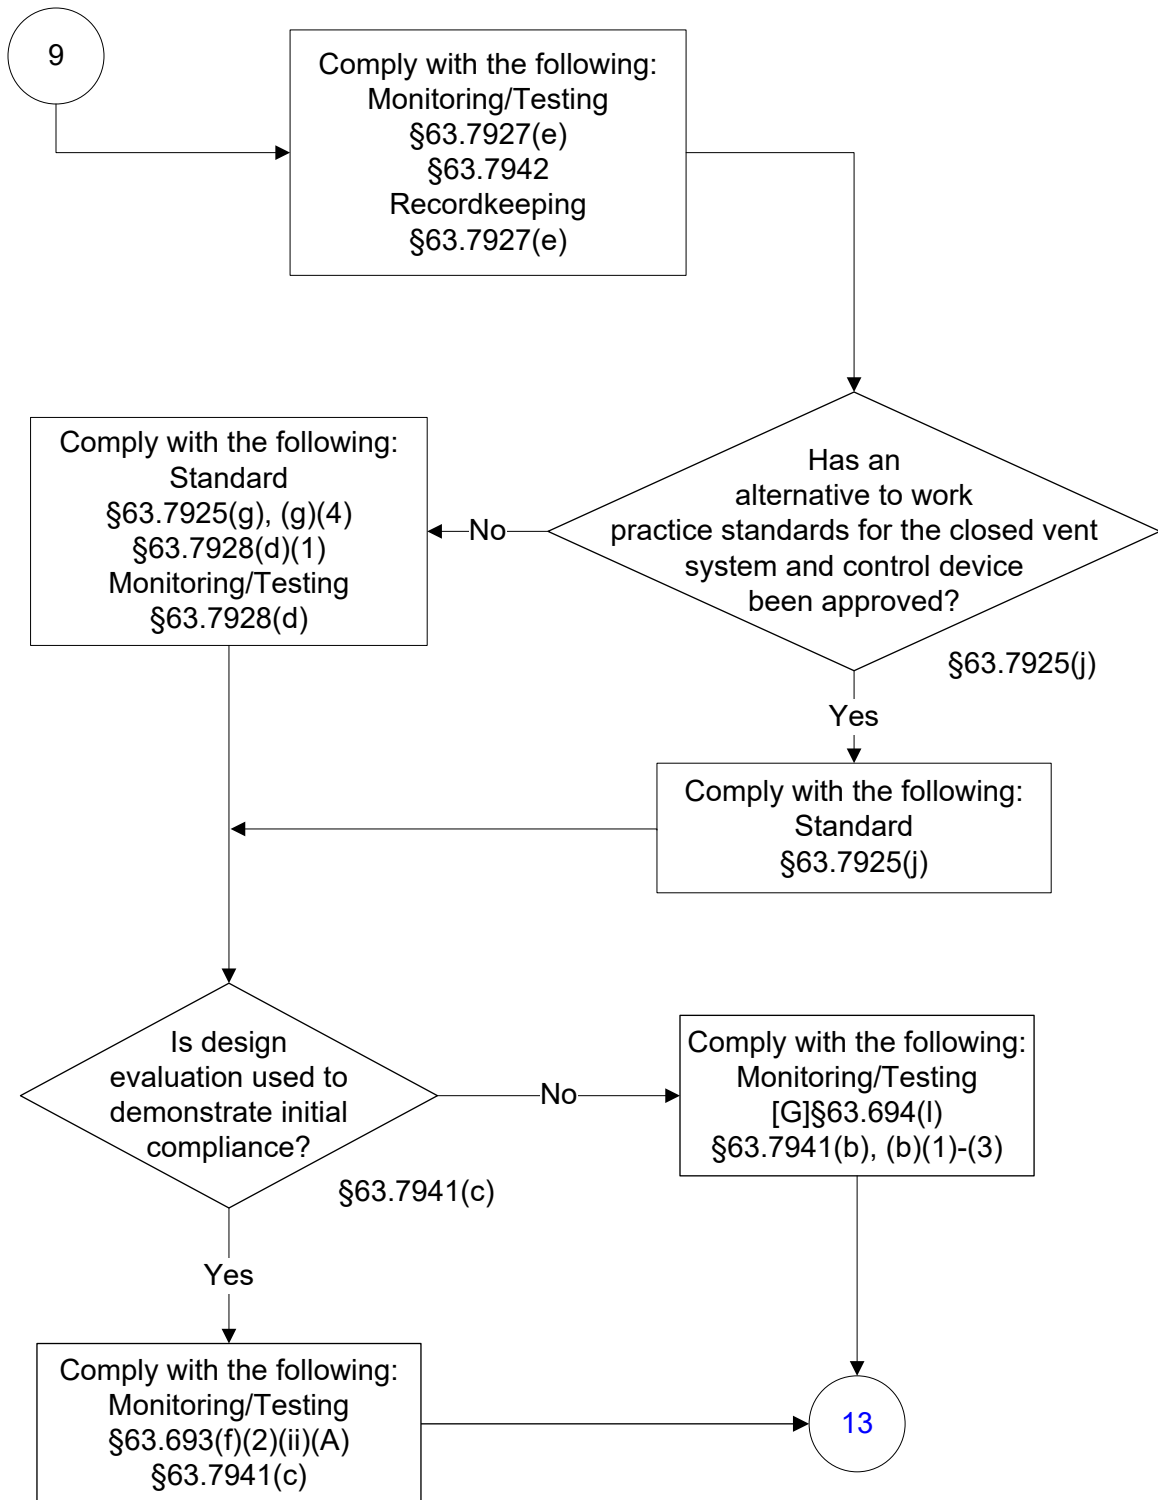 9
Comply with the following:
Monitoring/Testing
§63.7927(e)
§63.7942
Recordkeeping
§63.7927(e)
Has an
alternative to work
practice standards for the closed vent
system and control device
been approved?
§63.7925(j)
No
Comply with the following:
Standard
§63.7925(g), (g)(4)
§63.7928(d)(1)
Monitoring/Testing
§63.7928(d)
Yes
Comply with the following:
Standard
§63.7925(j)
Is design
evaluation used to
demonstrate initial
compliance?
§63.7941(c)
No
Comply with the following:
Monitoring/Testing
[G]§63.694(l)
§63.7941(b), (b)(1)-(3)
Yes
Comply with the following:
Monitoring/Testing
§63.693(f)(2)(ii)(A)
§63.7941(c)
13